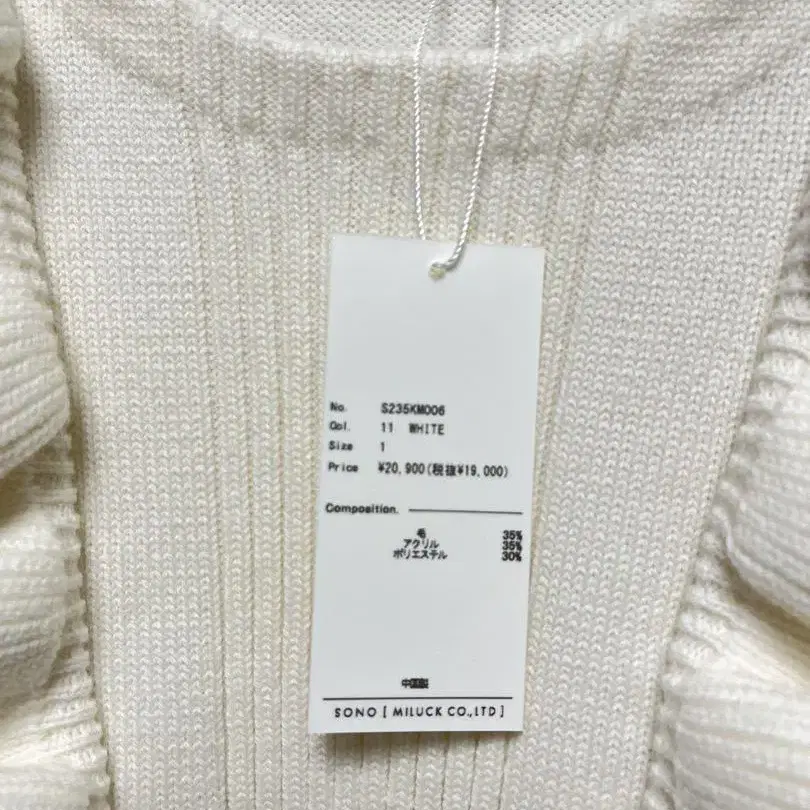 No. S235KM006
Col. 11 WHITE
Size 1
Price ¥20,900(税抜¥19,000)
Composition.
毛 35%
アクリル 35%
ポリエステル 30%
中国製
SONO [ MILUCK CO.,LTD ]